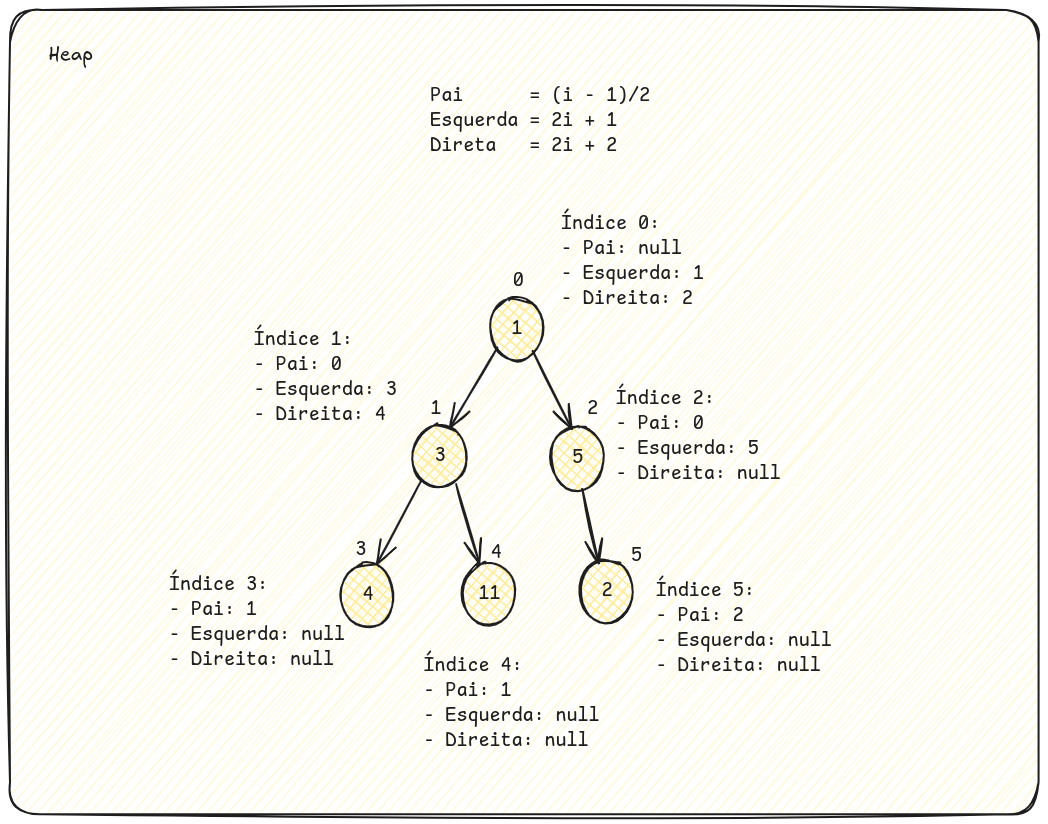 Heap
Pai      = (i - 1)/2
Esquerda = 2i + 1
Direta   = 2i + 2
Índice 0:
- Pai: null
- Esquerda: 1
- Direita: 2
0
1
Índice 1:
- Pai: 0
- Esquerda: 3
- Direita: 4
1
3
2
5
Índice 2:
- Pai: 0
- Esquerda: 5
- Direita: null
3
4
4
11
5
2
Índice 3:
- Pai: 1
- Esquerda: null
- Direita: null
Índice 4:
- Pai: 1
- Esquerda: null
- Direita: null
Índice 5:
- Pai: 2
- Esquerda: null
- Direita: null